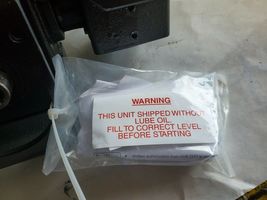 WARNING
THIS UNIT SHIPPED WITHOUT
LUBE OIL.
FILL TO CORRECT LEVEL
BEFORE STARTING